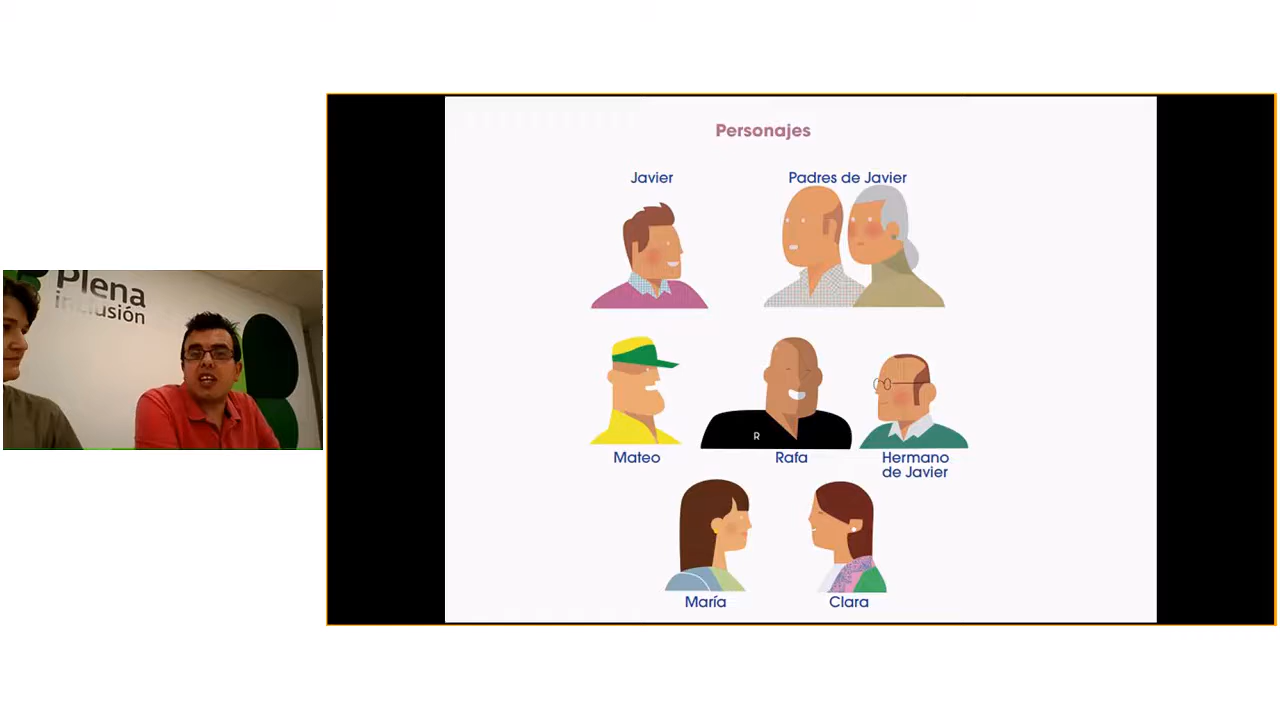 Plena
inclusión
Personajes
Javier
Padres de Javier
R
Mateo
Rafa
Hermano
de Javier
María
Clara